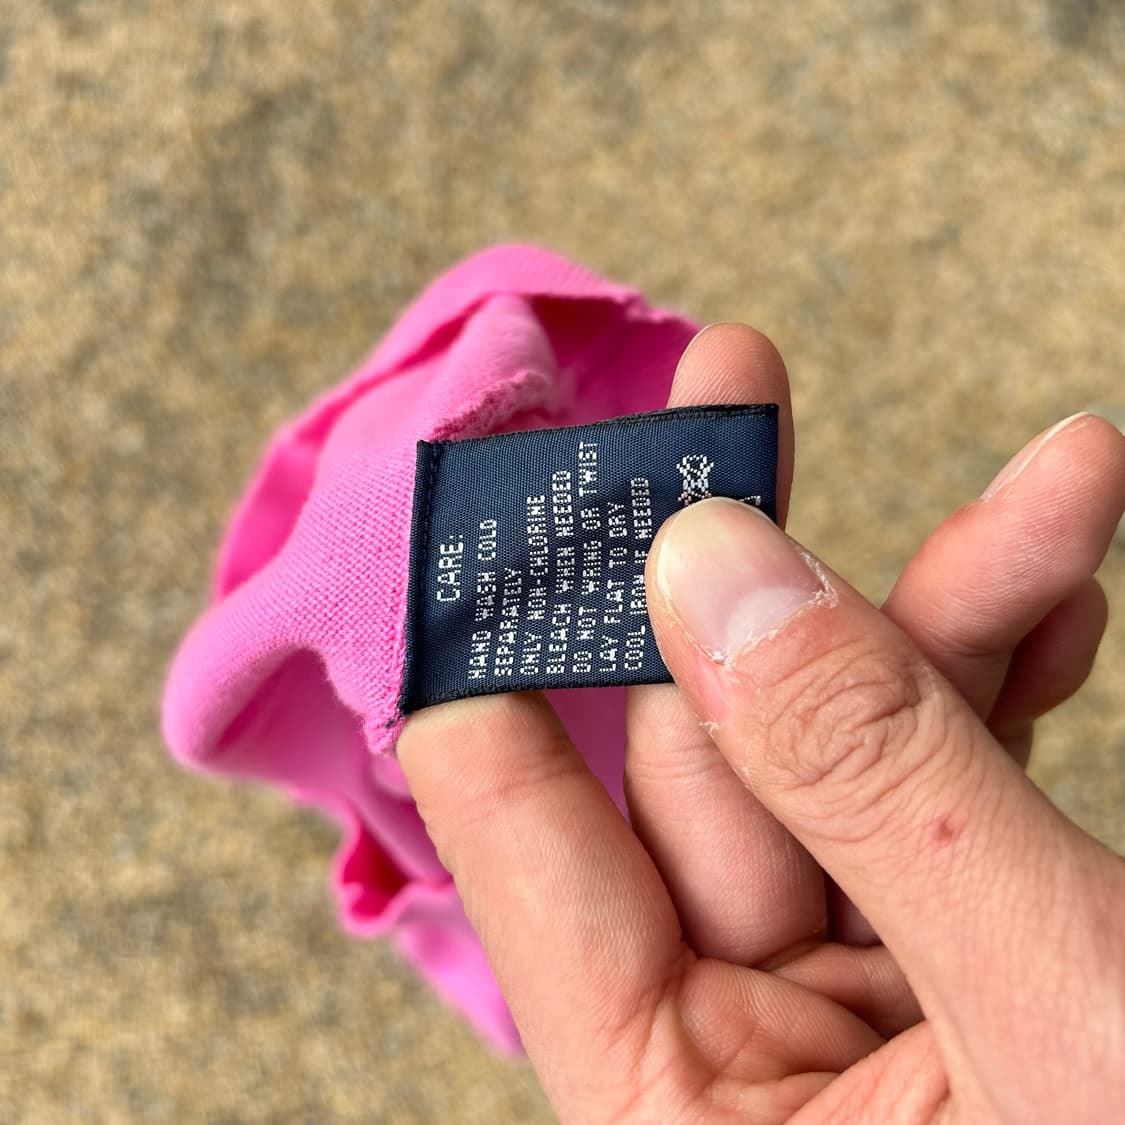 CARE:
HAND WASH COLD
SEPARATELY
ONLY NON-CHLORINE
BLEACH WHEN NEEDED
DO NOT WRING OR TWIST
LAY FLAT TO DRY
COOL IRON IF NEEDED